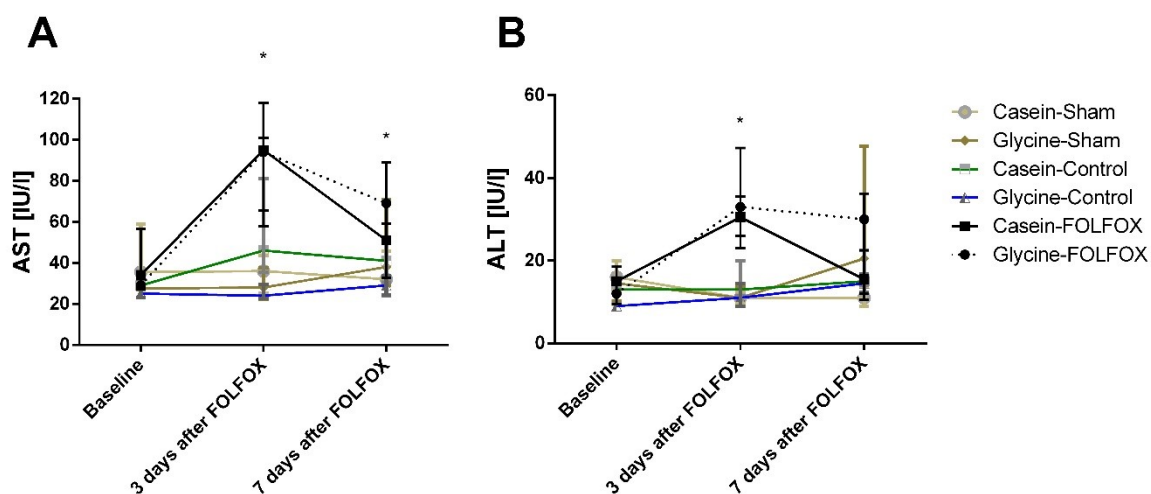 A
AST [IU/l]
120
100
80
60
40
20
0
*
*
Baseline
3 days after FOLFOX
7 days after FOLFOX
B
ALT [IU/l]
60
40
20
0
*
Baseline
3 days after FOLFOX
7 days after FOLFOX
Casein-Sham
Glycine-Sham
Casein-Control
Glycine-Control
Casein-FOLFOX
Glycine-FOLFOX